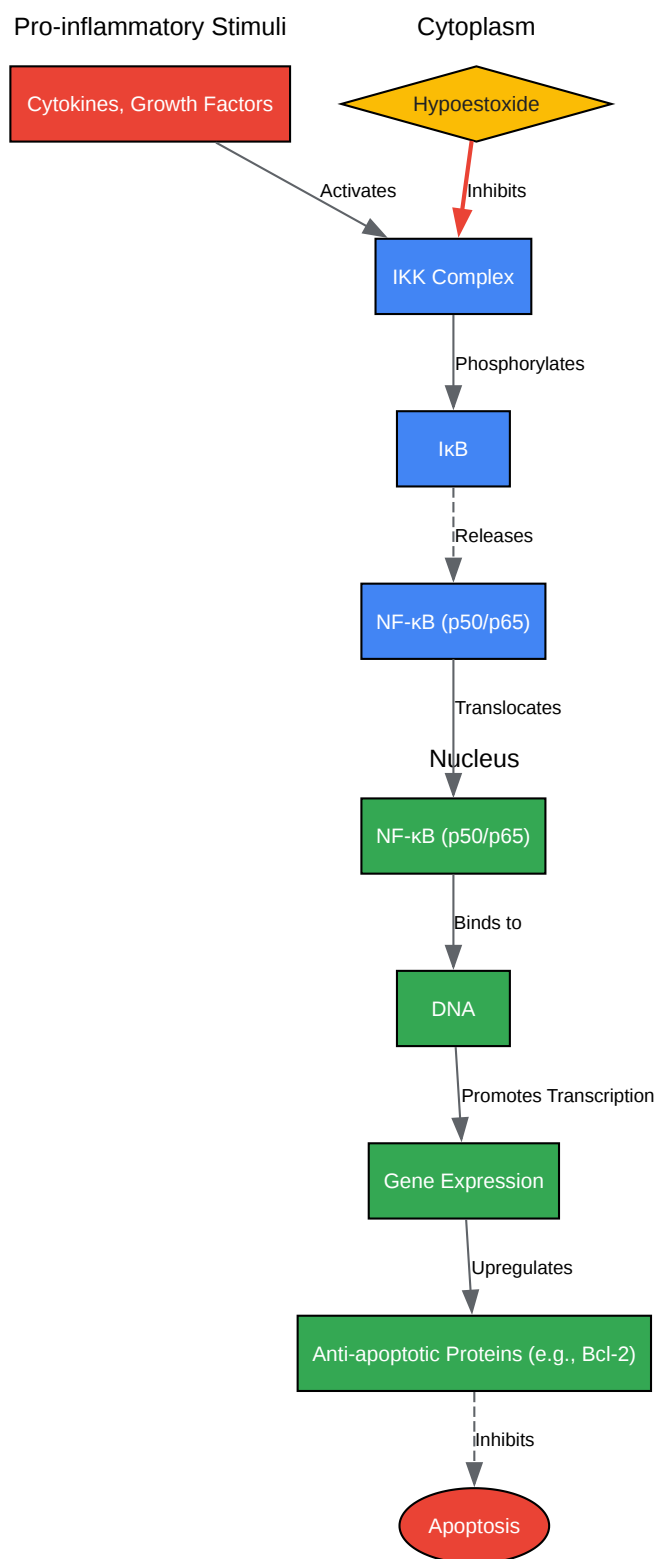 Pro-inflammatory Stimuli
Cytoplasm
Cytokines, Growth Factors
Hypoestoxide
Activates
Inhibits
IKK Complex
Phosphorylates
IκB
Releases
NF-κB (p50/p65)
Translocates
Nucleus
NF-κB (p50/p65)
Binds to
DNA
Promotes Transcription
Gene Expression
Upregulates
Anti-apoptotic Proteins (e.g., Bcl-2)
Inhibits
Apoptosis